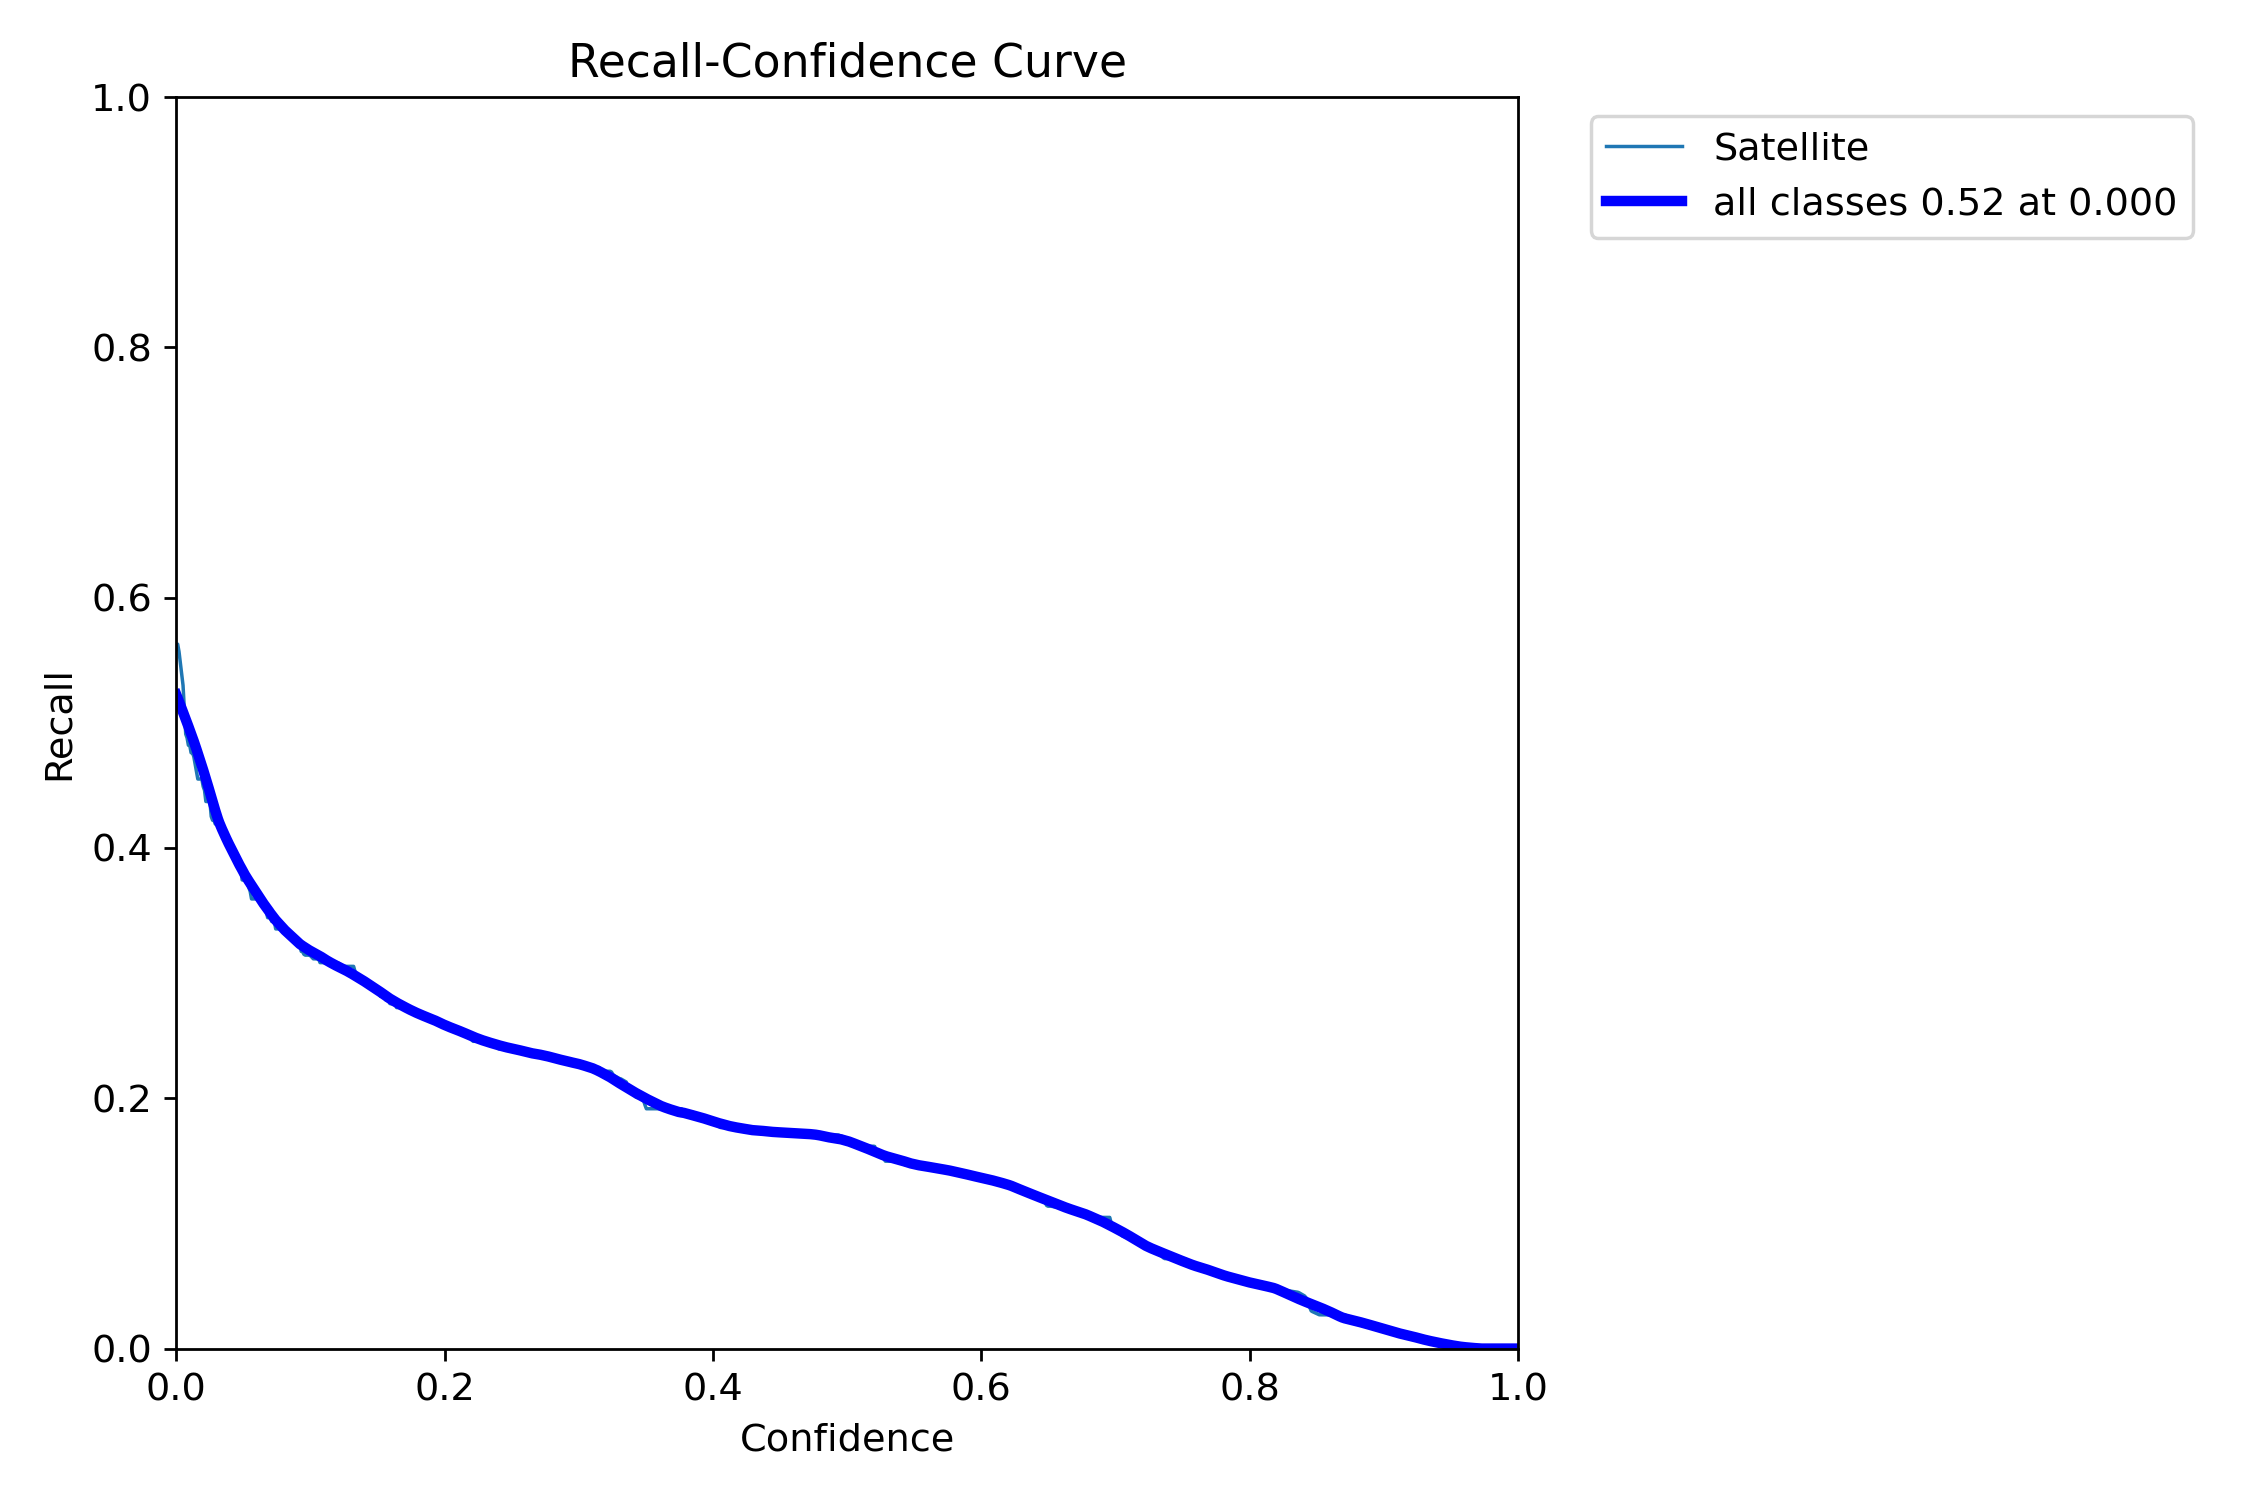 Recall-Confidence Curve
1.0
0.8
0.6
0.4
0.2
0.0
Recall
0.0 0.2 0.4 0.6 0.8 1.0
Confidence
Satellite
all classes 0.52 at 0.000